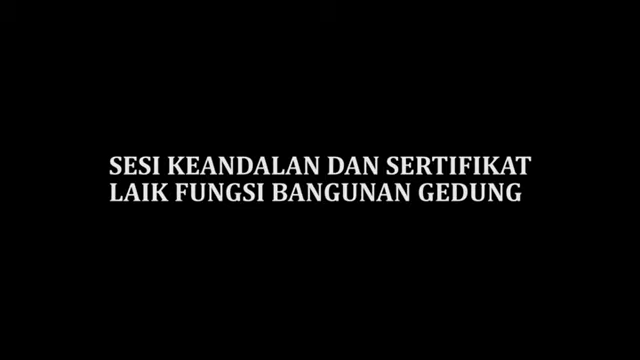 SESI KEANDALAN DAN SERTIFIKAT
LAIK FUNGSI BANGUNAN GEDUNG